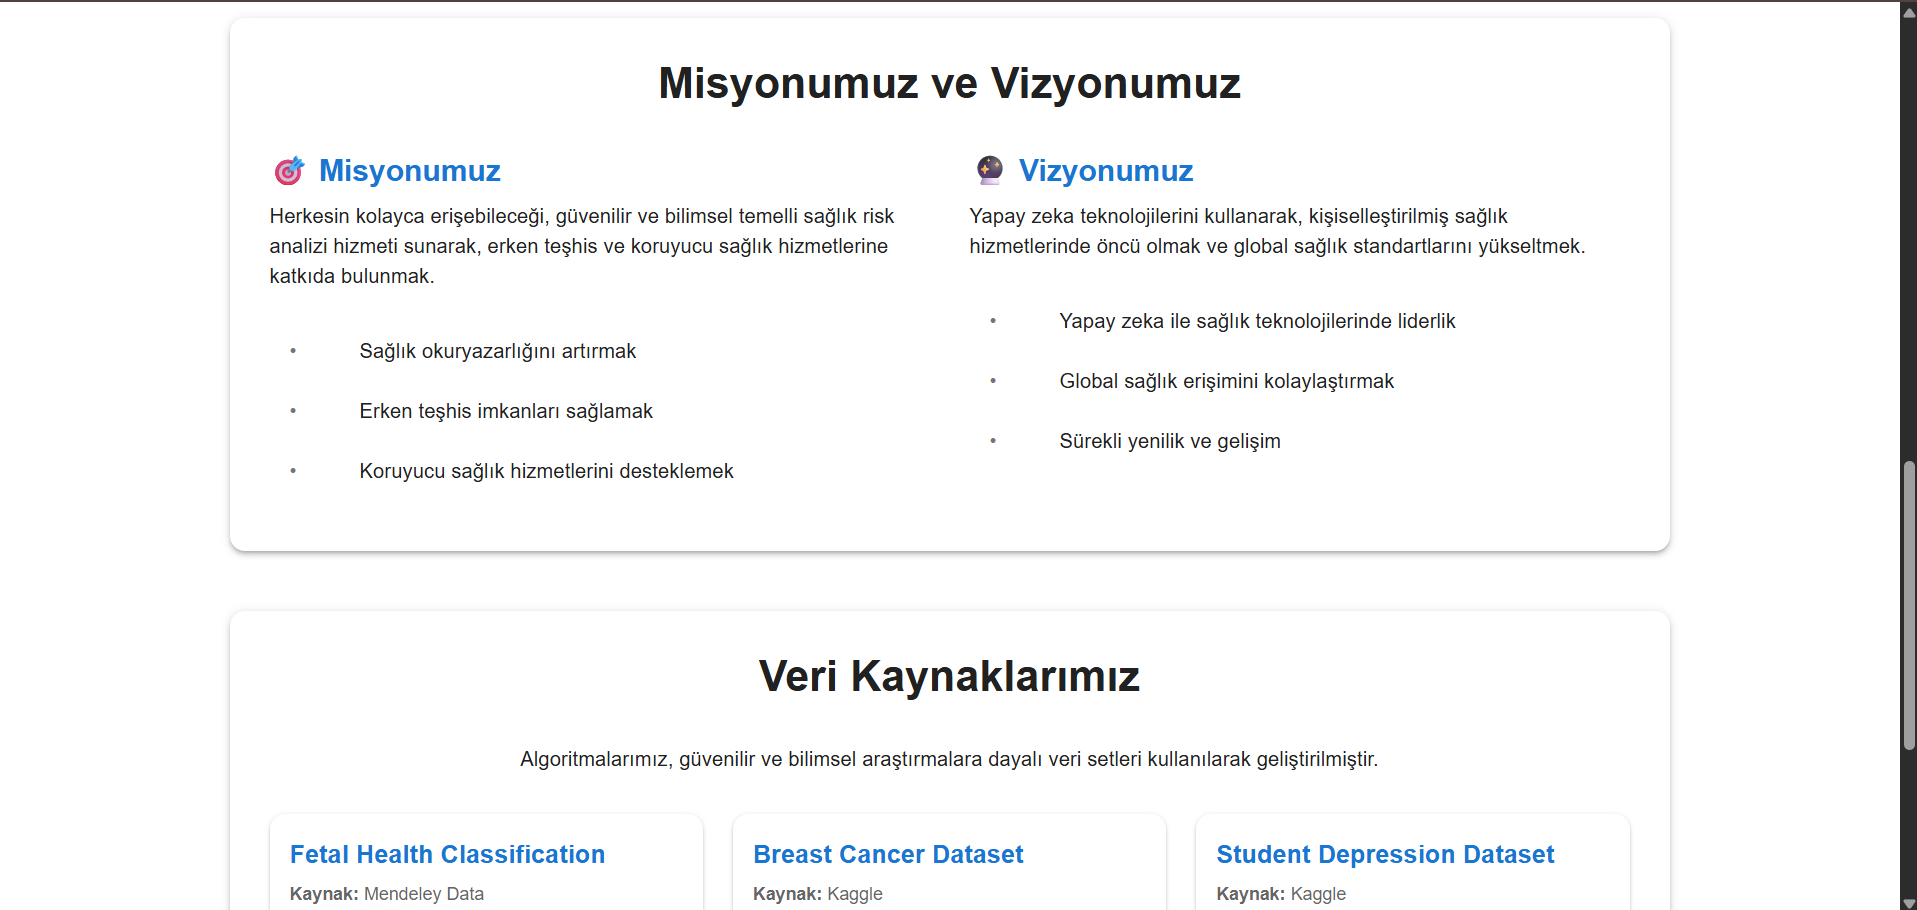 Misyonumuz ve Vizyonumuz
Misyonumuz
Herkesin kolayca erişebileceği, güvenilir ve bilimsel temelli sağlık risk
analizi hizmeti sunarak, erken teşhis ve koruyucu sağlık hizmetlerine
katkıda bulunmak.
• Sağlık okuryazarlığını artırmak
• Erken teşhis imkanları sağlamak
• Koruyucu sağlık hizmetlerini desteklemek
Vizyonumuz
Yapay zeka teknolojilerini kullanarak, kişiselleştirilmiş sağlık
hizmetlerinde öncü olmak ve global sağlık standartlarını yükseltmek.
• Yapay zeka ile sağlık teknolojilerinde liderlik
• Global sağlık erişimini kolaylaştırmak
• Sürekli yenilik ve gelişim
Veri Kaynaklarımız
Algoritmalarımız, güvenilir ve bilimsel araştırmalara dayalı veri setleri kullanılarak geliştirilmiştir.
Fetal Health Classification
Kaynak: Mendeley Data
Breast Cancer Dataset
Kaynak: Kaggle
Student Depression Dataset
Kaynak: Kaggle